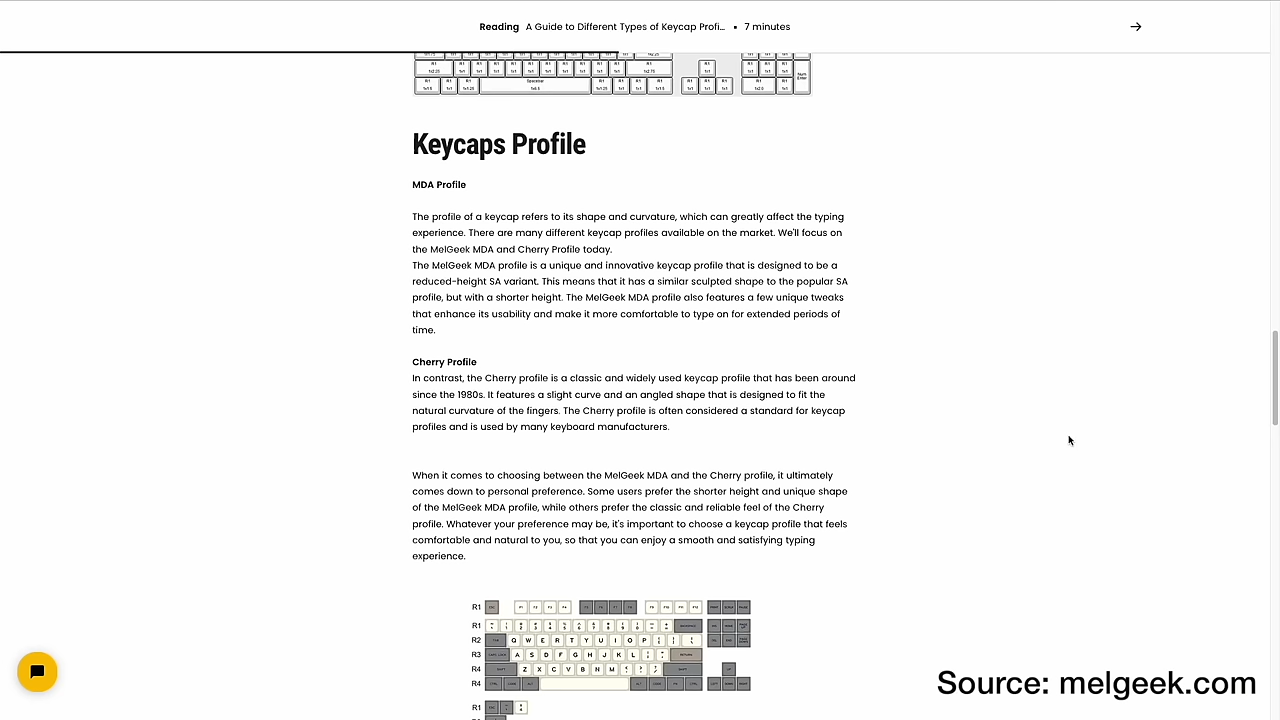 Reading A Guide to Different Types of Keycap Profi... • 7 minutes
Keycaps Profile
MDA Profile
The profile of a keycap refers to its shape and curvature, which can greatly affect the typing
experience. There are many different keycap profiles available on the market. We'll focus on
the MelGeek MDA and Cherry Profile today.
The MelGeek MDA profile is a unique and innovative keycap profile that is designed to be a
reduced-height SA variant. This means that it has a similar sculpted shape to the popular SA
profile, but with a shorter height. The MelGeek MDA profile also features a few unique tweaks
that enhance its usability and make it more comfortable to type on for extended periods of
time.
Cherry Profile
In contrast, the Cherry profile is a classic and widely used keycap profile that has been around
since the 1980s. It features a slight curve and an angled shape that is designed to fit the
natural curvature of the fingers. The Cherry profile is often considered a standard for keycap
profiles and is used by many keyboard manufacturers.
When it comes to choosing between the MelGeek MDA and the Cherry profile, it ultimately
comes down to personal preference. Some users prefer the shorter height and unique shape
of the MelGeek MDA profile, while others prefer the classic and reliable feel of the Cherry
profile. Whatever your preference may be, it's important to choose a keycap profile that feels
comfortable and natural to you, so that you can enjoy a smooth and satisfying typing
experience.
R1
R1
R2 Q W E R T Y U I O P
R3 A S D F G H J K L
R4 Z X C V B N M
R4
R1
Source: melgeek.com